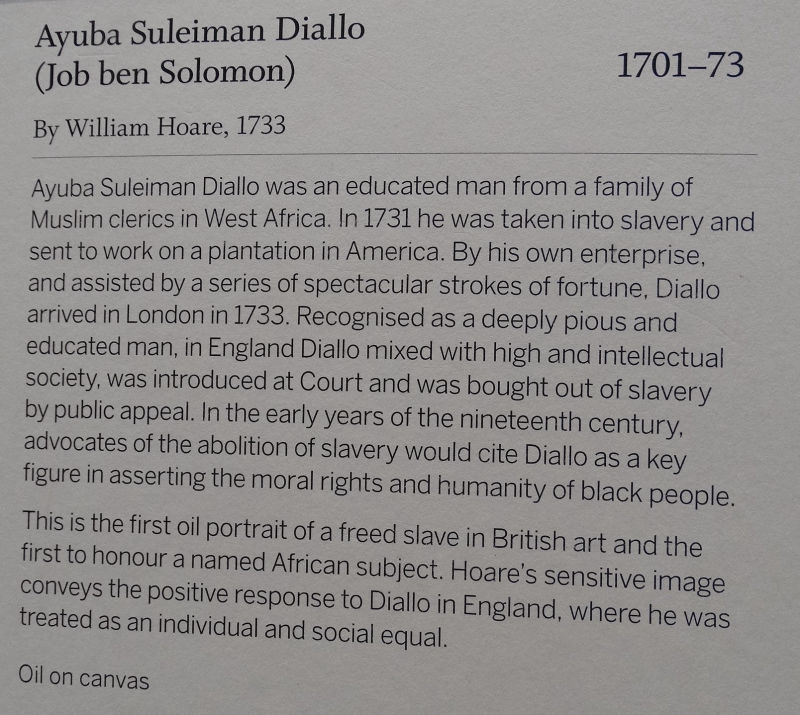 Ayuba Suleiman Diallo
(Job ben Solomon)
1701–73
By William Hoare, 1733
Ayuba Suleiman Diallo was an educated man from a family of
Muslim clerics in West Africa. In 1731 he was taken into slavery and
sent to work on a plantation in America. By his own enterprise,
and assisted by a series of spectacular strokes of fortune, Diallo
arrived in London in 1733. Recognised as a deeply pious and
educated man, in England Diallo mixed with high and intellectual
society, was introduced at Court and was bought out of slavery
by public appeal. In the early years of the nineteenth century,
advocates of the abolition of slavery would cite Diallo as a key
figure in asserting the moral rights and humanity of black people.
This is the first oil portrait of a freed slave in British art and the
first to honour a named African subject. Hoare's sensitive image
conveys the positive response to Diallo in England, where he was
treated as an individual and social equal.
Oil on canvas